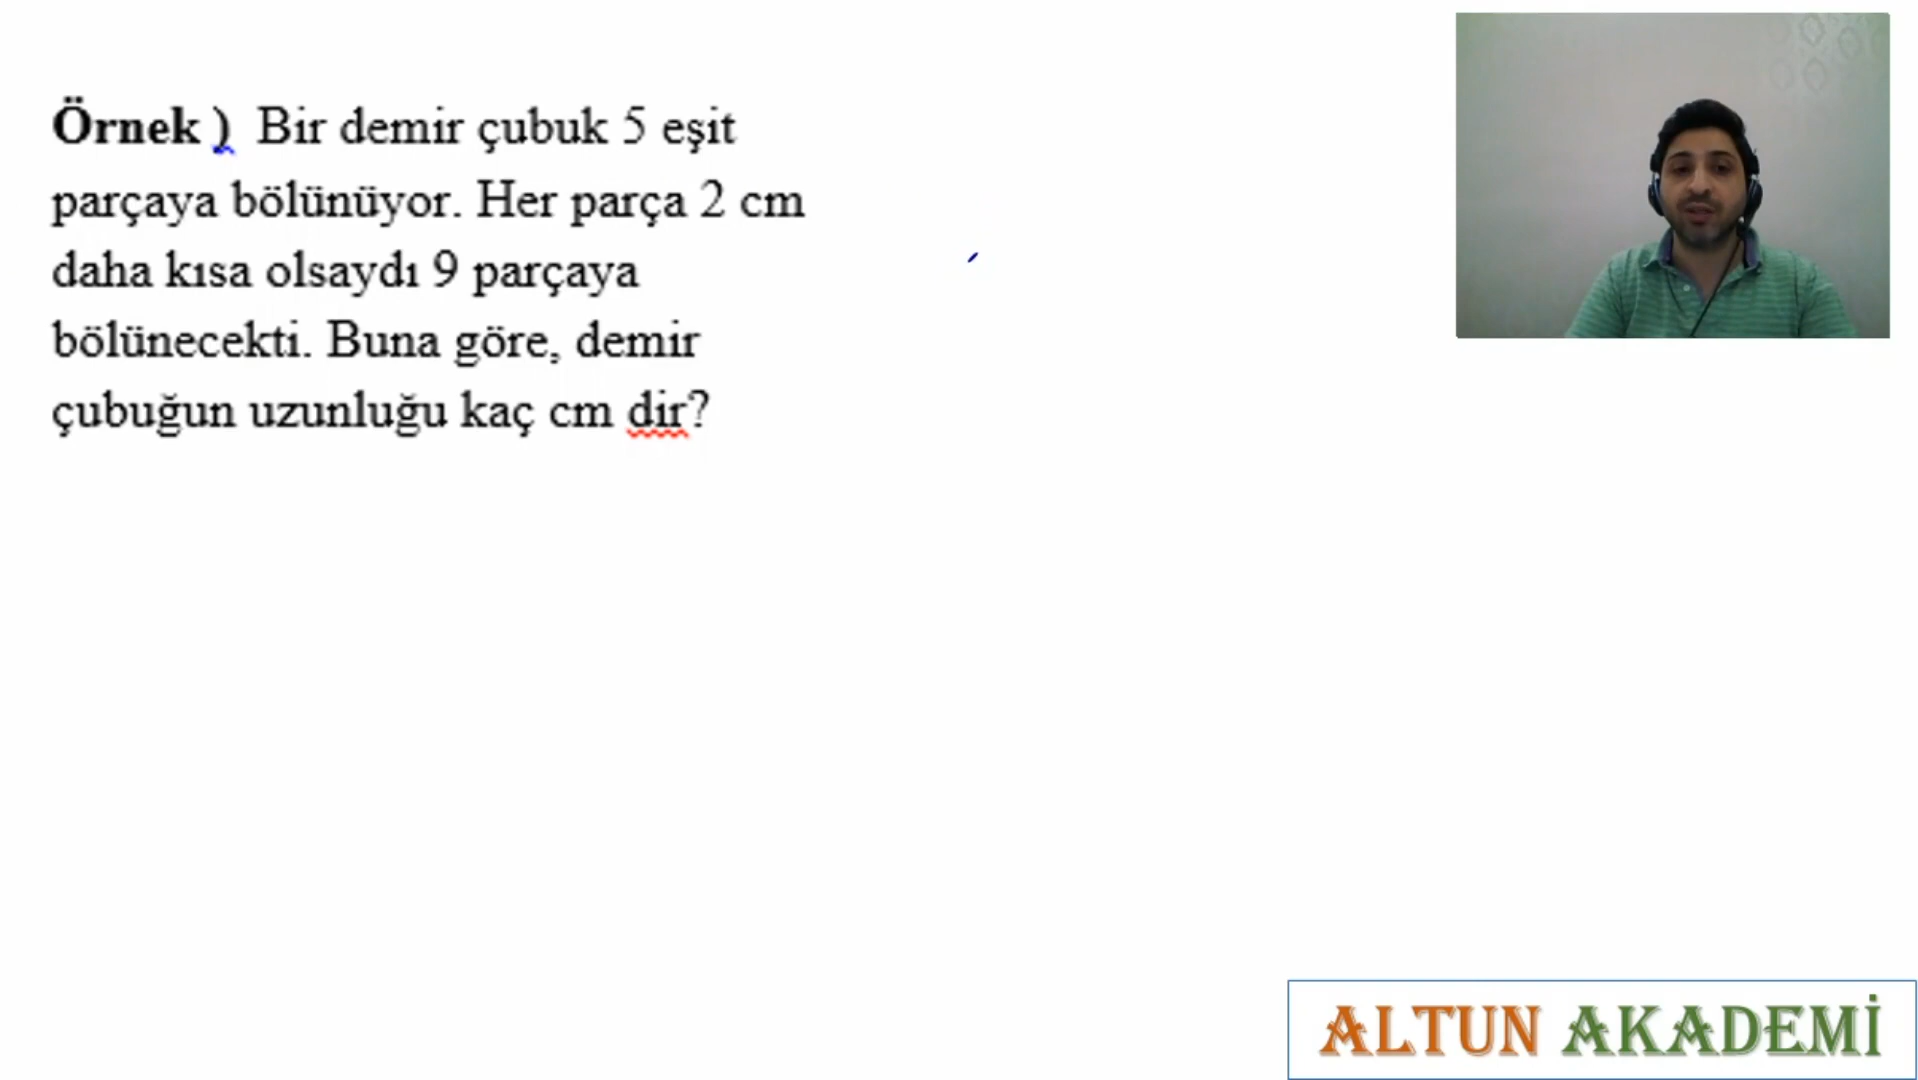 Örnek ) Bir demir çubuk 5 eşit
parçaya bölünüyor. Her parça 2 cm
daha kısa olsaydı 9 parçaya
bölünecekti. Buna göre, demir
çubuğun uzunluğu kaç cm dir?
ALTUN AKADEMİ